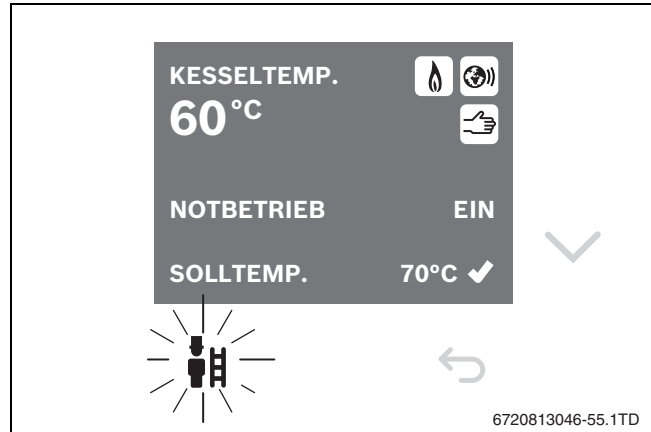 KESSELTEMP.
60°C
NOTBETRIEB EIN
SOLLTEMP. 70°C
6720813046-55.1TD